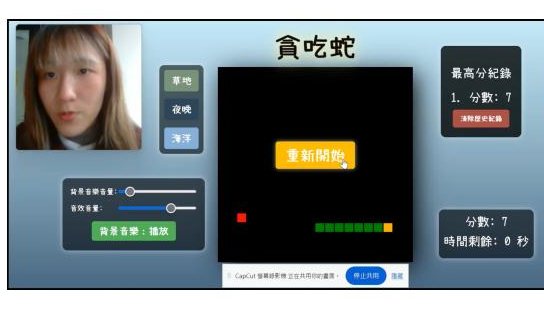 貪吃蛇
草地
夜晚
海洋
重新開始
最高分紀錄
1. 分數: 7
清除歷史紀錄
背景音樂音量:
音效音量:
背景音樂:播放
分數: 7
時間剩餘: 0 秒
CapCut 螢幕錄影機 正在共用你的畫面。
停止共用
隱藏